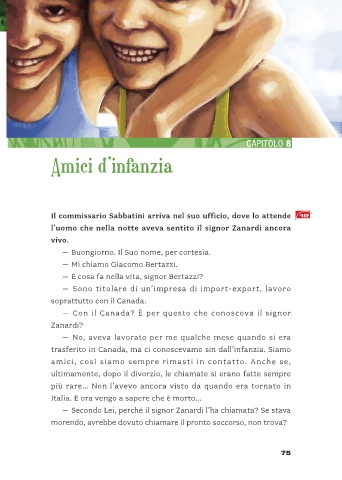 CAPITOLO 8
Amici d'infanzia
Il commissario Sabbatini arriva nel suo ufficio, dove lo attende
l'uomo che nella notte aveva sentito il signor Zanardi ancora
vivo.
— Buongiorno. Il Suo nome, per cortesia.
— Mi chiamo Giacomo Bertazzi.
— E cosa fa nella vita, signor Bertazzi?
— Sono titolare di un'impresa di import-export, lavoro
soprattutto con il Canada.
— Con il Canada? È per questo che conosceva il signor
Zanardi?
— No, aveva lavorato per me qualche mese quando si era
trasferito in Canada, ma ci conoscevamo sin dall'infanzia. Siamo
amici, così siamo sempre rimasti in contatto. Anche se,
ultimamente, dopo il divorzio, le chiamate si erano fatte sempre
più rare... Non l'avevo ancora visto da quando era tornato in
Italia. E ora vengo a sapere che è morto...
— Secondo Lei, perché il signor Zanardi l'ha chiamata? Se stava
morendo, avrebbe dovuto chiamare il pronto soccorso, non trova?
75